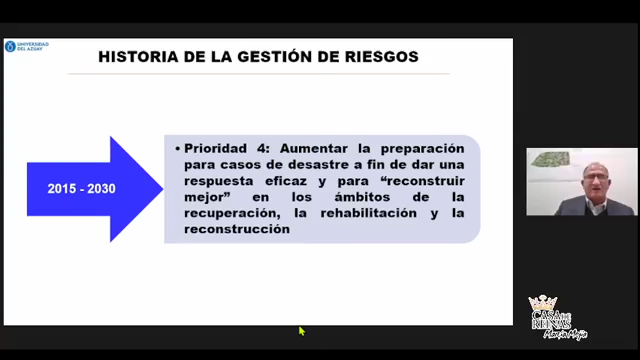 UNIVERSIDAD
DEL AZUAY
HISTORIA DE LA GESTIÓN DE RIESGOS
2015 - 2030
• Prioridad 4: Aumentar la preparación
para casos de desastre a fin de dar una
respuesta eficaz y para “reconstruir
mejor” en los ámbitos de la
recuperación, la rehabilitación y la
reconstrucción
CASA DE
REINAS
Martín Mejía